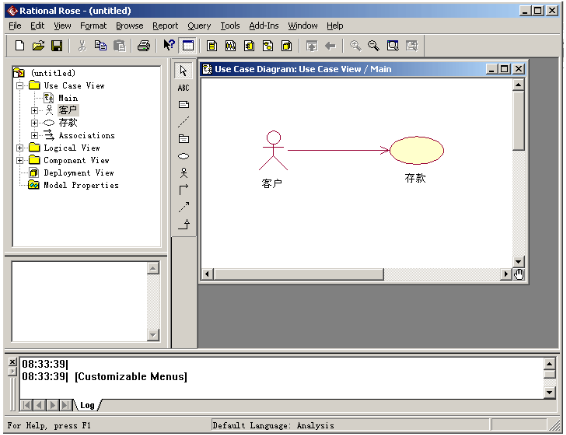 Rational Rose - (untitled)
File Edit View Format Browse Report Query Tools Add-Ins Window Help
(untitled)
Use Case View
Main
客户
存款
Associations
Logical View
Component View
Deployment View
Model Properties
ABC
Use Case Diagram: Use Case View / Main
客户
存款
08:33:39|
08:33:39| [Customizable Menus]
Log
For Help, press F1
Default Language: Analysis